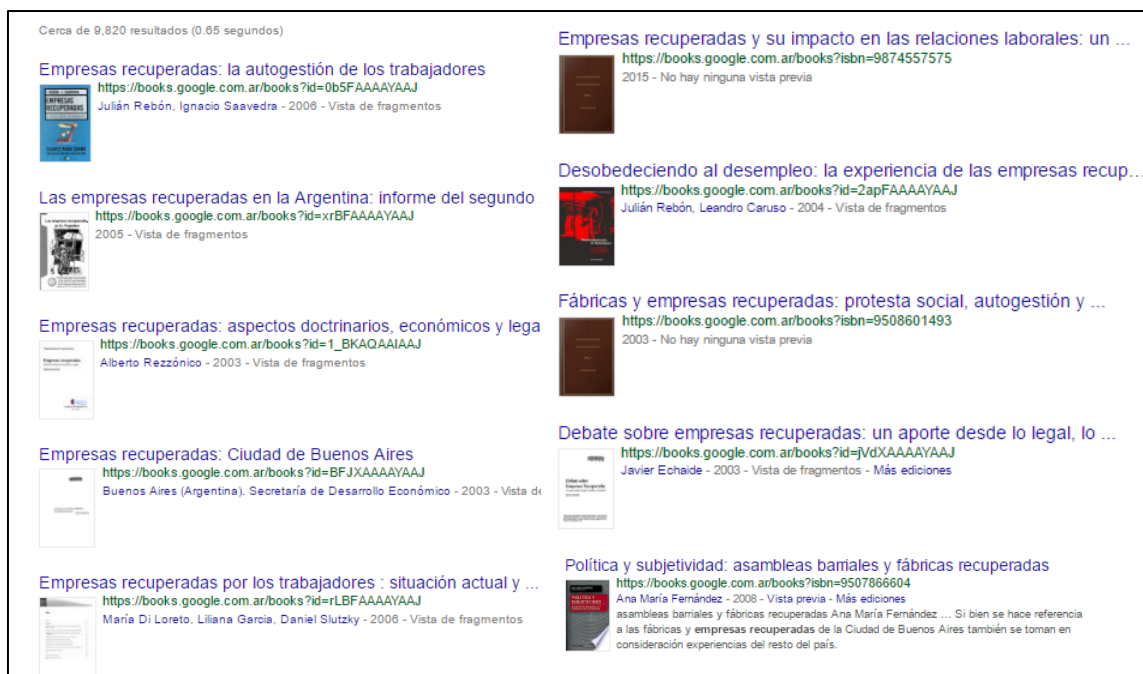 Cerca de 9,820 resultados (0.65 segundos)
Empresas recuperadas: la autogestión de los trabajadores
https://books.google.com.ar/books?id=0b5FAAAAYAAJ
Julián Rebón, Ignacio Saavedra - 2006 - Vista de fragmentos
EMPRESAS
RECUPERADAS
Las empresas recuperadas en la Argentina: informe del segundo
https://books.google.com.ar/books?id=xrBFAAAAYAAJ
2005 - Vista de fragmentos
Empresas recuperadas: aspectos doctrinarios, económicos y lega
https://books.google.com.ar/books?id=1_BKAQAAIAAJ
Alberto Rezzónico - 2003 - Vista de fragmentos
Empresas recuperadas: Ciudad de Buenos Aires
https://books.google.com.ar/books?id=BFJXAAAAYAAJ
Buenos Aires (Argentina). Secretaría de Desarrollo Económico - 2003 - Vista de
Empresas recuperadas por los trabajadores : situación actual y ...
https://books.google.com.ar/books?id=rLBFAAAAYAAJ
María Di Loreto, Liliana Garcia, Daniel Slutzky - 2006 - Vista de fragmentos
Empresas recuperadas y su impacto en las relaciones laborales: un ...
https://books.google.com.ar/books?isbn=9874557575
2015 - No hay ninguna vista previa
Desobedeciendo al desempleo: la experiencia de las empresas recup...
https://books.google.com.ar/books?id=2apFAAAAYAAJ
Julián Rebón, Leandro Caruso - 2004 - Vista de fragmentos
Fábricas y empresas recuperadas: protesta social, autogestión y ...
https://books.google.com.ar/books?isbn=9508601493
2003 - No hay ninguna vista previa
Debate sobre empresas recuperadas: un aporte desde lo legal, lo ...
https://books.google.com.ar/books?id=jVdXAAAAYAAJ
Javier Echaide - 2003 - Vista de fragmentos - Más ediciones
Política y subjetividad: asambleas barriales y fábricas recuperadas
https://books.google.com.ar/books?isbn=9507866604
Ana María Fernández - 2008 - Vista previa - Más ediciones
asambleas barriales y fábricas recuperadas Ana María Fernández ... Si bien se hace referencia
a las fábricas y empresas recuperadas de la Ciudad de Buenos Aires también se toman en
consideración experiencias del resto del país.